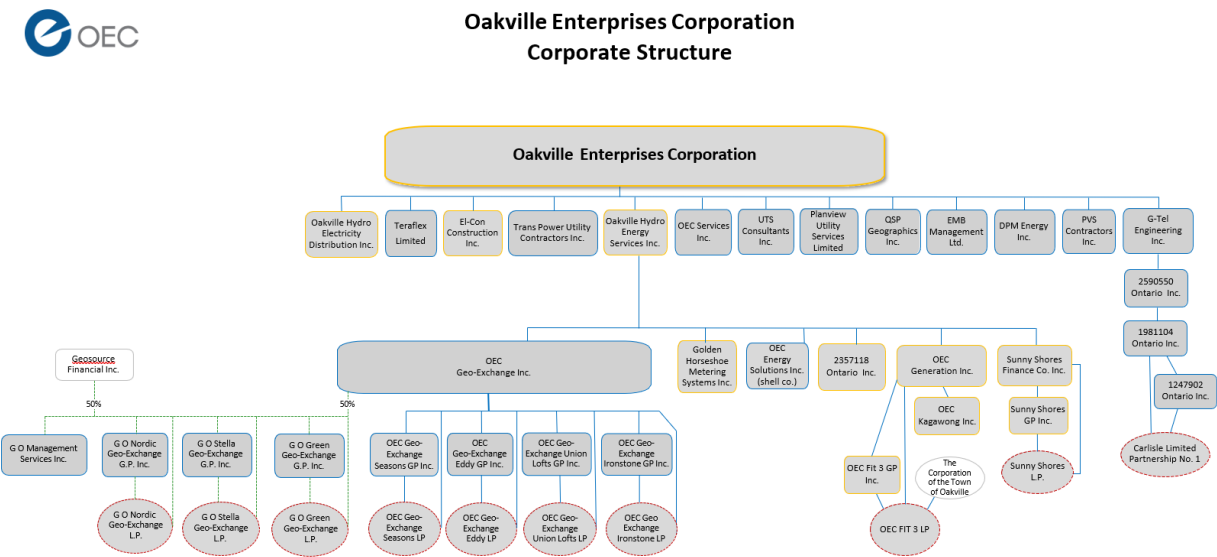 OEC
Oakville Enterprises Corporation
Corporate Structure
Oakville Enterprises Corporation
Oakville Hydro
Electricity
Distribution Inc.
Teraflex
Limited
El-Con
Construction
Inc.
Trans Power Utility
Contractors Inc.
Oakville Hydro
Energy
Services Inc.
OEC Services
Inc.
UTS
Consultants
Inc.
Planview
Utility
Services
Limited
QSP
Geographics
Inc.
EMB
Management
Ltd.
DPM Energy
Inc.
PVS
Contractors
Inc.
G-Tel
Engineering
Inc.
2590550
Ontario Inc.
1981104
Ontario Inc.
1247902
Ontario Inc.
Carlisle Limited
Partnership No. 1
Geosource
Financial Inc.
50%
50%
OEC
Geo-Exchange Inc.
Golden
Horseshoe
Metering
Systems Inc.
OEC
Energy
Solutions Inc.
(shell co.)
2357118
Ontario Inc.
OEC
Generation Inc.
Sunny Shores
Finance Co. Inc.
OEC
Kagawong Inc.
Sunny Shores
GP Inc.
G O Management
Services Inc.
G O Nordic
Geo-Exchange
G.P. Inc.
G O Stella
Geo-Exchange
G.P. Inc.
G O Green
Geo-Exchange
G.P. Inc.
OEC Geo-
Exchange
Seasons GP Inc.
OEC
Geo-Exchange
Eddy GP Inc.
OEC Geo-
Exchange Union
Lofts GP Inc.
OEC Geo-
Exchange
Ironstone GP Inc.
OEC Fit 3 GP
Inc.
The
Corporation
of the Town
of Oakville
Sunny Shores
L.P.
G O Nordic
Geo-Exchange
L.P.
G O Stella
Geo-Exchange
L.P.
G O Green
Geo-Exchange
L.P.
OEC Geo-
Exchange
Seasons LP
OEC Geo-
Exchange
Eddy LP
OEC Geo-
Exchange
Union Lofts LP
OEC Geo
Exchange
Ironstone LP
OEC FIT 3 LP